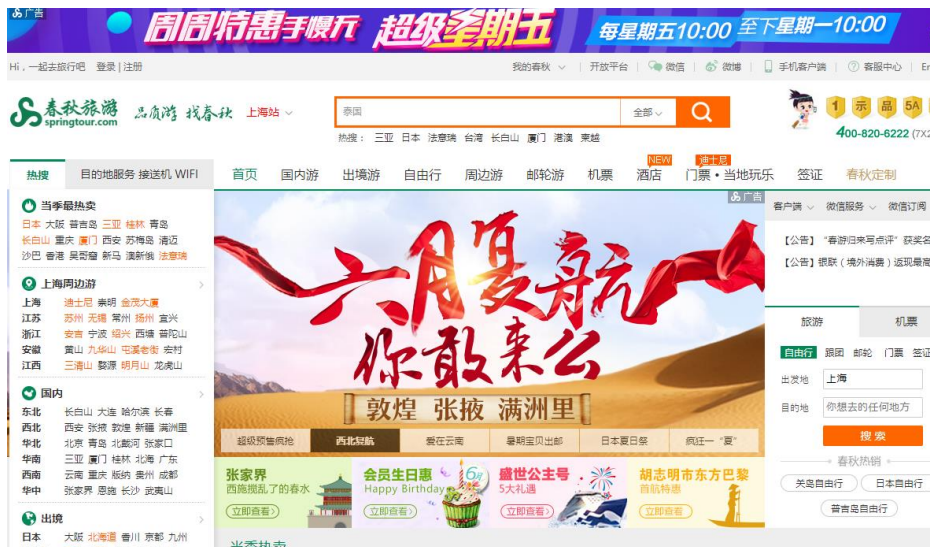 广告
周周特惠手慢无 超级星期五 每星期五10:00 至下星期一10:00
Hi，一起去旅行吧 登录 | 注册
我的春秋 开放平台 微信 微博 手机客户端 客服中心 En
春秋旅游 品质游 找春秋 上海站
springtour.com
泰国 全部
1 示 品 5A
400-820-6222 (7X2
热搜： 三亚 日本 法意瑞 台湾 长白山 厦门 港澳 柬越
热搜 目的地服务 接送机 WIFI
NEW 迪士尼
首页 国内游 出境游 自由行 周边游 邮轮游 机票 酒店 门票・当地玩乐 签证 春秋定制
当季最热卖
日本 大阪 普吉岛 三亚 桂林 青岛
长白山 重庆 厦门 西安 苏梅岛 清迈
沙巴 香港 吴哥窟 新马 澳新俄 法意瑞
上海周边游
上海 迪士尼 崇明 金茂大厦
江苏 苏州 无锡 常州 扬州 宜兴
浙江 安吉 宁波 绍兴 西塘 普陀山
安徽 黄山 九华山 屯溪老街 宏村
江西 三清山 婺源 明月山 龙虎山
国内
东北 长白山 大连 哈尔滨 长春
西北 西安 张掖 敦煌 新疆 满洲里
华北 北京 青岛 北戴河 张家口
华南 三亚 厦门 桂林 北海 广东
西南 云南 重庆 版纳 贵州 成都
华中 张家界 恩施 长沙 武夷山
出境
日本 大阪 北海道 香川 京都 九州
广告
六月复航
你敢来么
敦煌 张掖 满洲里
超级预售疯抢 西北复航 爱在云南 暑期宝贝出邮 日本夏日祭 疯狂一“夏”
张家界
西施搅乱了的春水
立即查看>
会员生日惠
Happy Birthday
6月
立即查看>
盛世公主号
5大礼遇
立即查看>
胡志明市东方巴黎
首航特惠
立即查看>
客户端 微信服务 微信订阅
【公告】 “春游归来写点评” 获奖名
【公告】 银联（境外消费）返现最高
旅游 机票
自由行 跟团 邮轮 门票 签证
出发地 上海
目的地 你想去的任何地方
搜 索
春秋热销
关岛自由行 日本自由行
普吉岛自由行